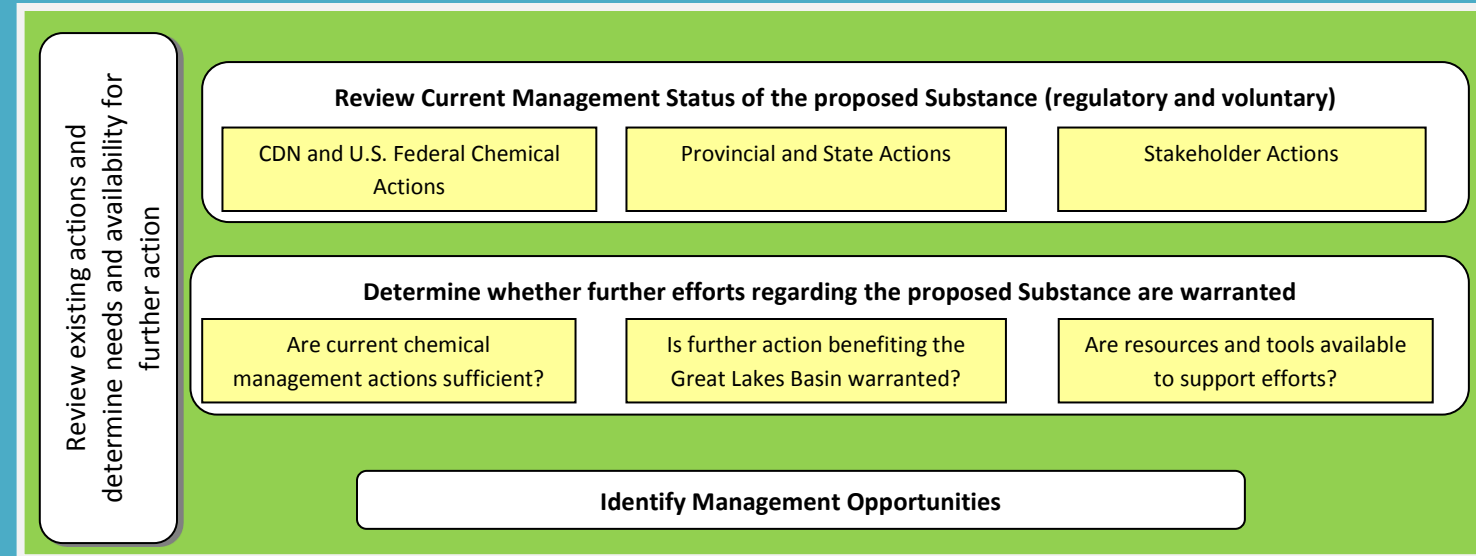 Review existing actions and
determine needs and availability for
further action
Review Current Management Status of the proposed Substance (regulatory and voluntary)
CDN and U.S. Federal Chemical
Actions
Provincial and State Actions
Stakeholder Actions
Determine whether further efforts regarding the proposed Substance are warranted
Are current chemical
management actions sufficient?
Is further action benefiting the
Great Lakes Basin warranted?
Are resources and tools available
to support efforts?
Identify Management Opportunities